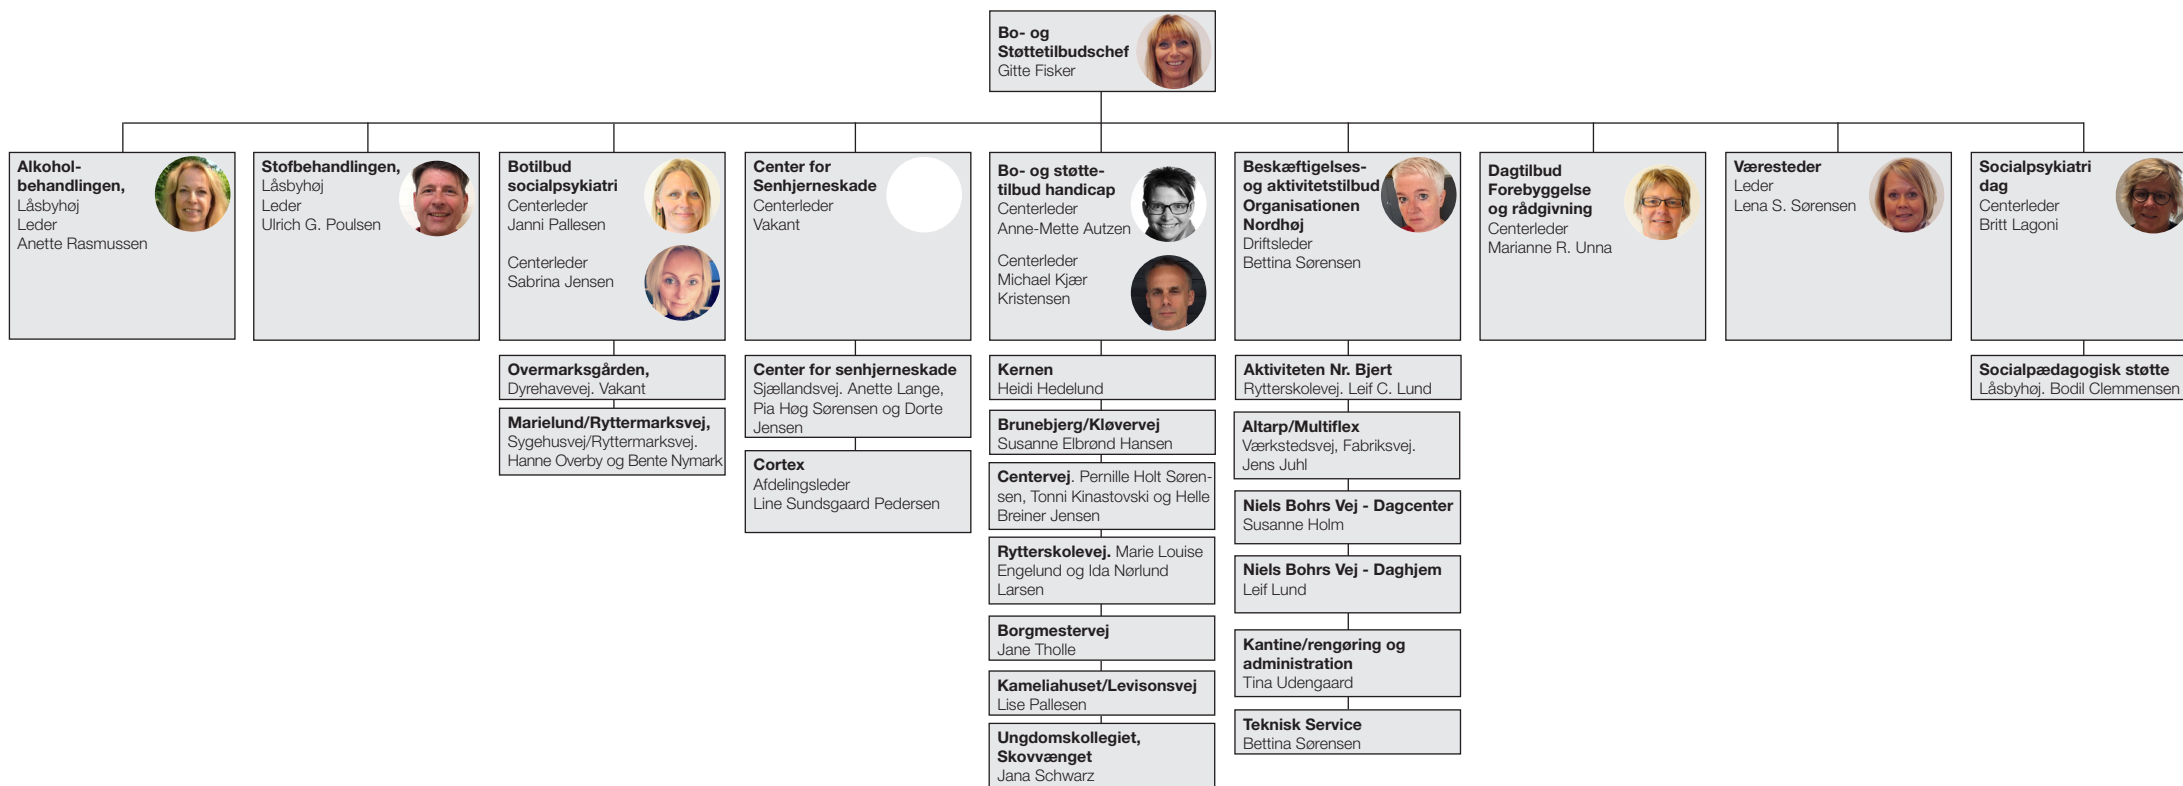 Bo- og
Støttetilbudschef
Gitte Fisker
Alkohol-
behandlingen,
Låsbyhøj
Leder
Anette Rasmussen
Stofbehandlingen,
Låsbyhøj
Leder
Ulrich G. Poulsen
Botilbud
socialpsykiatri
Centerleder
Janni Pallesen
Centerleder
Sabrina Jensen
Center for
Senhjerneskade
Centerleder
Vakant
Bo- og støtte-
tilbud handicap
Centerleder
Anne-Mette Autzen
Centerleder
Michael Kjær
Kristensen
Beskæftigelses-
og aktivitetstilbud
Organisationen
Nordhøj
Driftsleder
Bettina Sørensen
Dagtilbud
Forebyggelse
og rådgivning
Centerleder
Marianne R. Unna
Væresteder
Leder
Lena S. Sørensen
Socialpsykiatri
dag
Centerleder
Britt Lagoni
Overmarksgården,
Dyrehavevej. Vakant
Marielund/Ryttermarksvej,
Sygehusvej/Ryttermarksvej.
Hanne Overby og Bente Nymark
Center for senhjerneskade
Sjællandsvej. Anette Lange,
Pia Høg Sørensen og Dorte
Jensen
Cortex
Afdelingsleder
Line Sundsgaard Pedersen
Kernen
Heidi Hedelund
Brunebjerg/Kløvervej
Susanne Elbrønd Hansen
Centervej. Pernille Holt Søren-
sen, Tonni Kinastovski og Helle
Breiner Jensen
Rytterskolevej. Marie Louise
Engelund og Ida Nørlund
Larsen
Borgmestervej
Jane Tholle
Kameliahuset/Levisonsvej
Lise Pallesen
Ungdomskollegiet,
Skovvænget
Jana Schwarz
Aktiviteten Nr. Bjert
Rytterskolevej. Leif C. Lund
Altarp/Multiflex
Værkstedsvej, Fabriksvej.
Jens Juhl
Niels Bohrs Vej - Dagcenter
Susanne Holm
Niels Bohrs Vej - Daghjem
Leif Lund
Kantine/rengøring og
administration
Tina Udengaard
Teknisk Service
Bettina Sørensen
Socialpædagogisk støtte
Låsbyhøj. Bodil Clemmensen